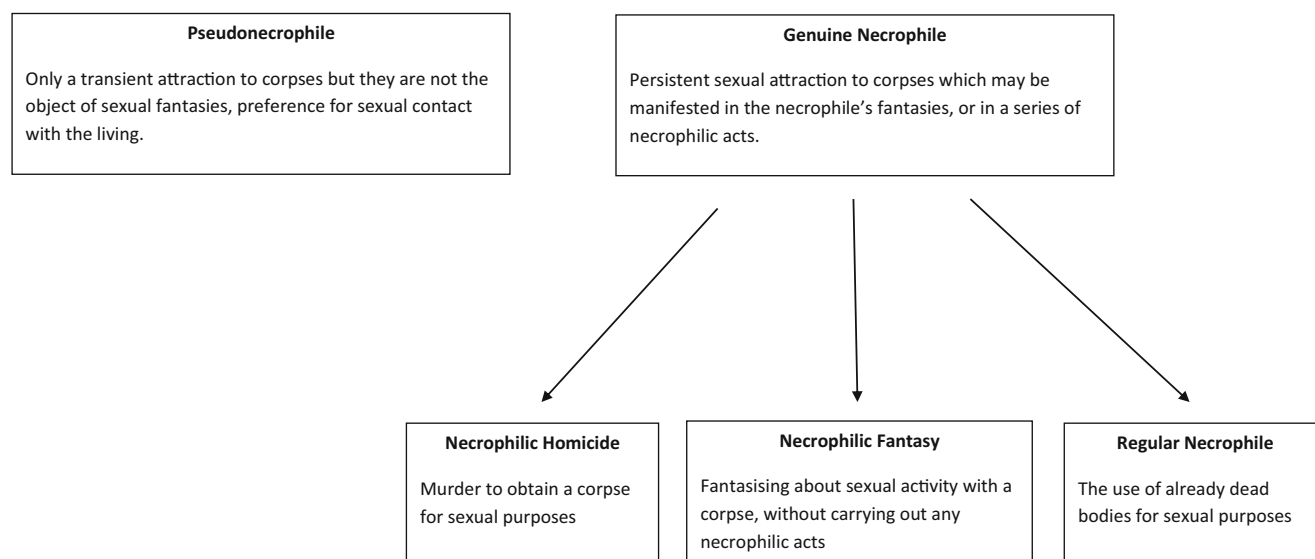 Pseudonecrophile
Only a transient attraction to corpses but they are not the
object of sexual fantasies, preference for sexual contact
with the living.
Genuine Necrophile
Persistent sexual attraction to corpses which may be
manifested in the necrophile's fantasies, or in a series of
necrophilic acts.
Necrophilic Homicide
Murder to obtain a corpse
for sexual purposes
Necrophilic Fantasy
Fantasising about sexual activity with a
corpse, without carrying out any
necrophilic acts
Regular Necrophile
The use of already dead
bodies for sexual purposes